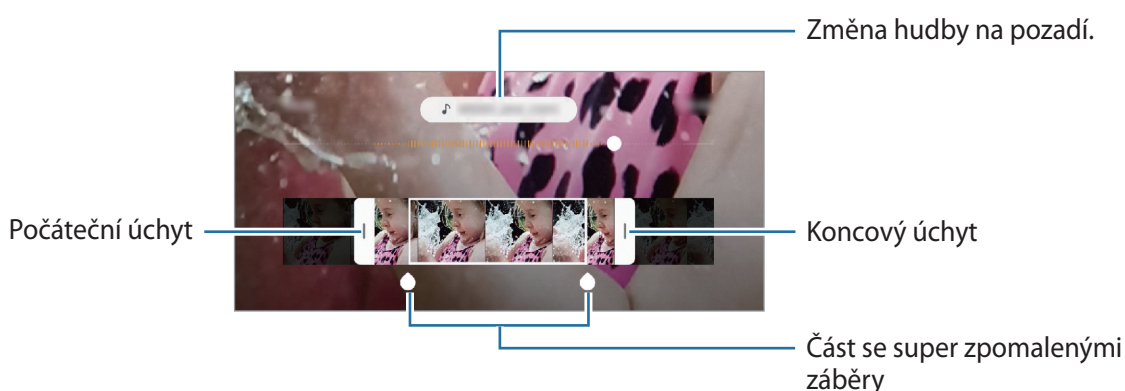 Změna hudby na pozadí.
Počáteční úchyt
Koncový úchyt
Část se super zpomalenými
záběry